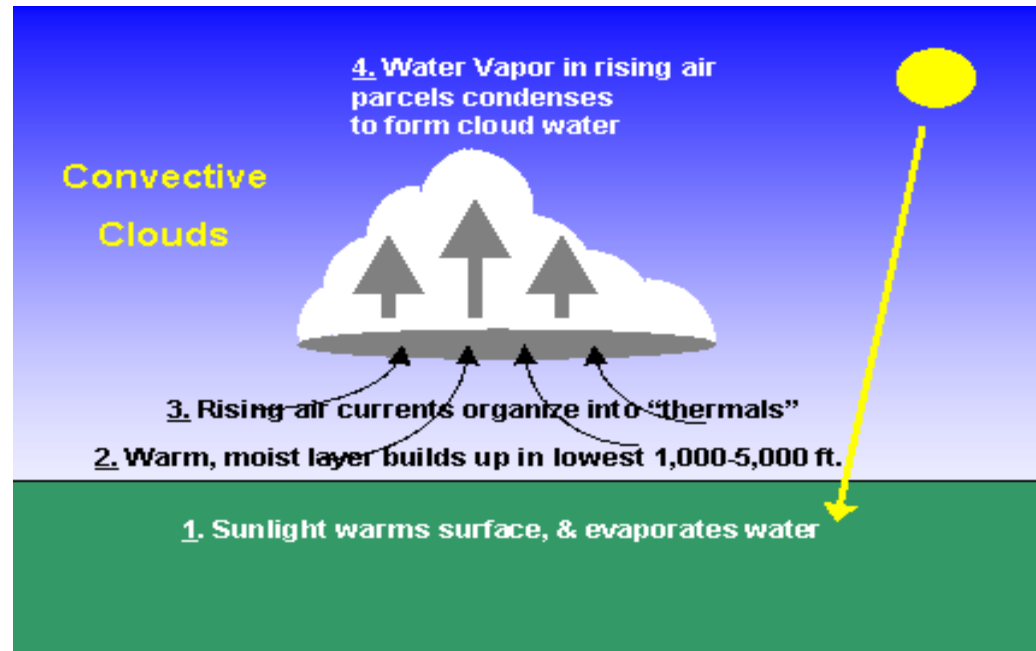 4. Water Vapor in rising air
parcels condenses
to form cloud water
Convective
Clouds
3. Rising air currents organize into “thermals”
2. Warm, moist layer builds up in lowest 1,000-5,000 ft.
1. Sunlight warms surface, & evaporates water